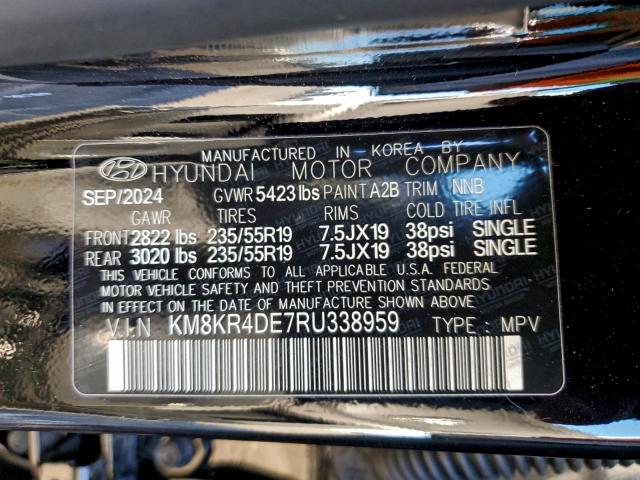 MANUFACTURED IN KOREA BY
HYUNDAI MOTOR COMPANY
SEP/2024 GVWR 5423 lbs PAINT A2B TRIM NNB
GAWR TIRES RIMS COLD TIRE INFL
FRONT 2822 lbs 235/55R19 7.5JX19 38psi SINGLE
REAR 3020 lbs 235/55R19 7.5JX19 38psi SINGLE
THIS VEHICLE CONFORMS TO ALL APPLICABLE U.S.A. FEDERAL
MOTOR VEHICLE SAFETY AND THEFT PREVENTION STANDARDS
IN EFFECT ON THE DATE OF MANUFACTURE SHOWN ABOVE.
V.I.N KM8KR4DE7RU338959 TYPE : MPV